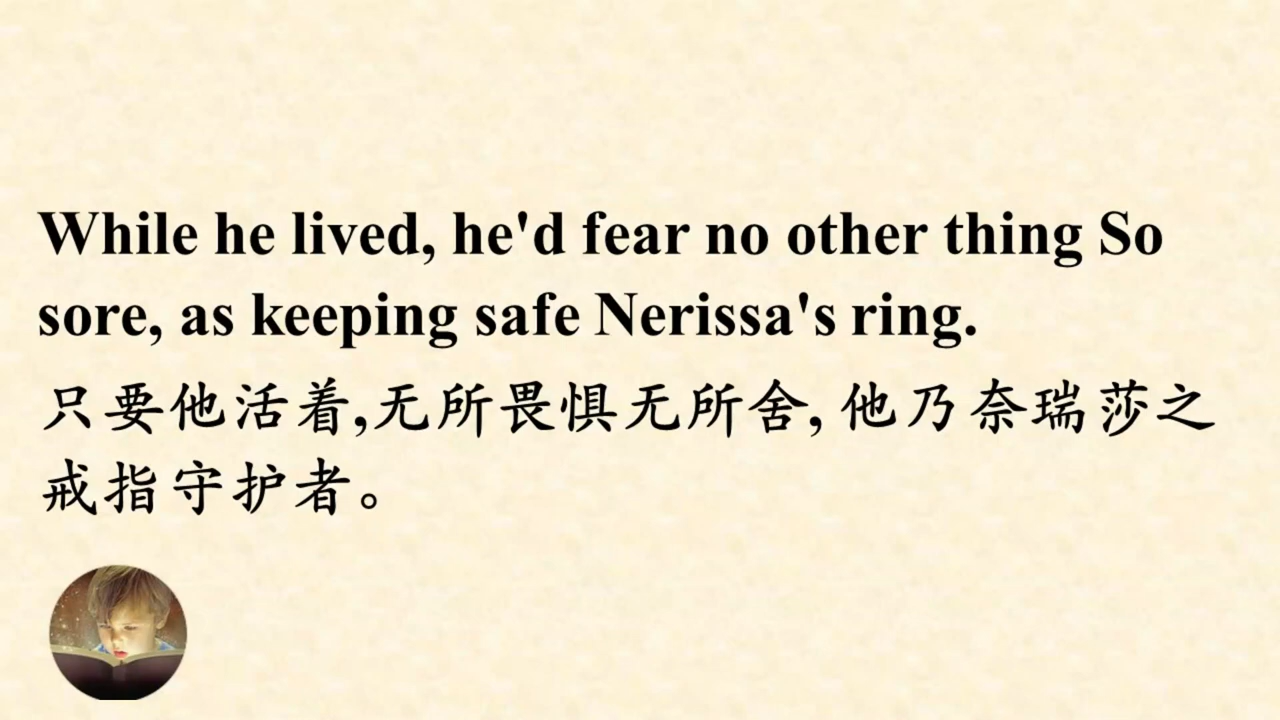 While he lived, he'd fear no other thing So
sore, as keeping safe Nerissa's ring.
只要他活着,无所畏惧无所舍, 他乃奈瑞莎之
戒指守护者。